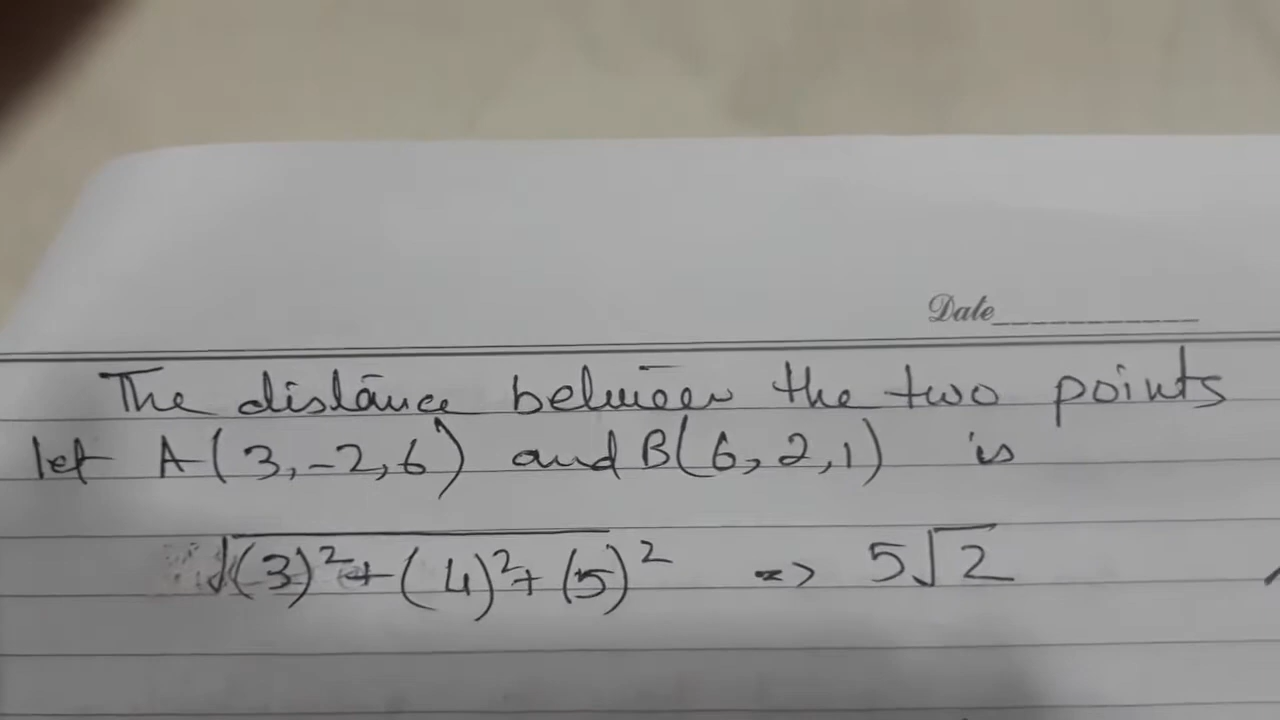 Date
The distance between the two points
let A(3,-2,6) and B(6,2,1) is
√(3)²+(4)²+(5)² => 5√2